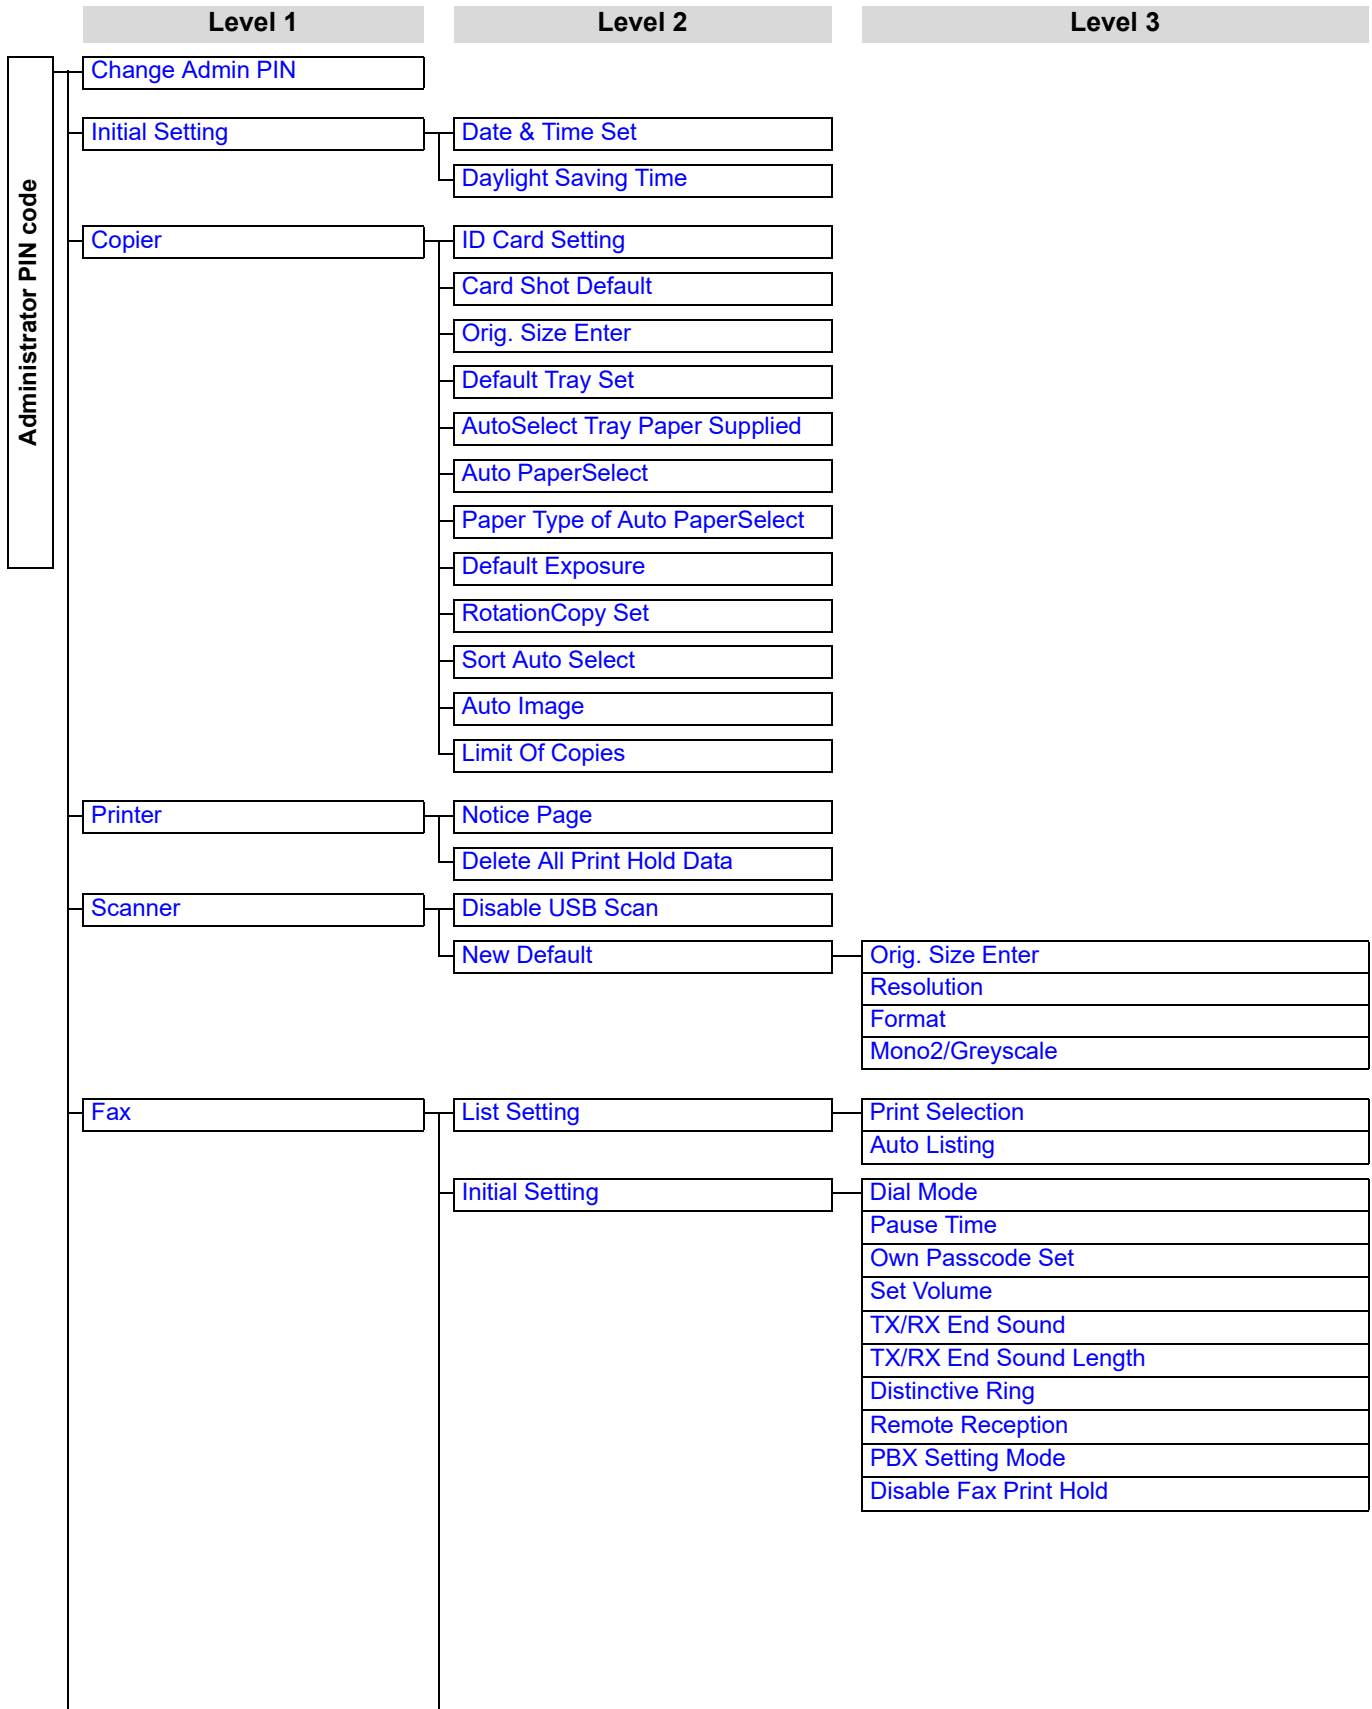 Level 1
Level 2
Level 3
Administrator PIN code
Change Admin PIN
Initial Setting
Date & Time Set
Daylight Saving Time
Copier
ID Card Setting
Card Shot Default
Orig. Size Enter
Default Tray Set
AutoSelect Tray Paper Supplied
Auto PaperSelect
Paper Type of Auto PaperSelect
Default Exposure
RotationCopy Set
Sort Auto Select
Auto Image
Limit Of Copies
Printer
Notice Page
Delete All Print Hold Data
Scanner
Disable USB Scan
New Default
Orig. Size Enter
Resolution
Format
Mono2/Greyscale
Fax
List Setting
Print Selection
Auto Listing
Initial Setting
Dial Mode
Pause Time
Own Passcode Set
Set Volume
TX/RX End Sound
TX/RX End Sound Length
Distinctive Ring
Remote Reception
PBX Setting Mode
Disable Fax Print Hold